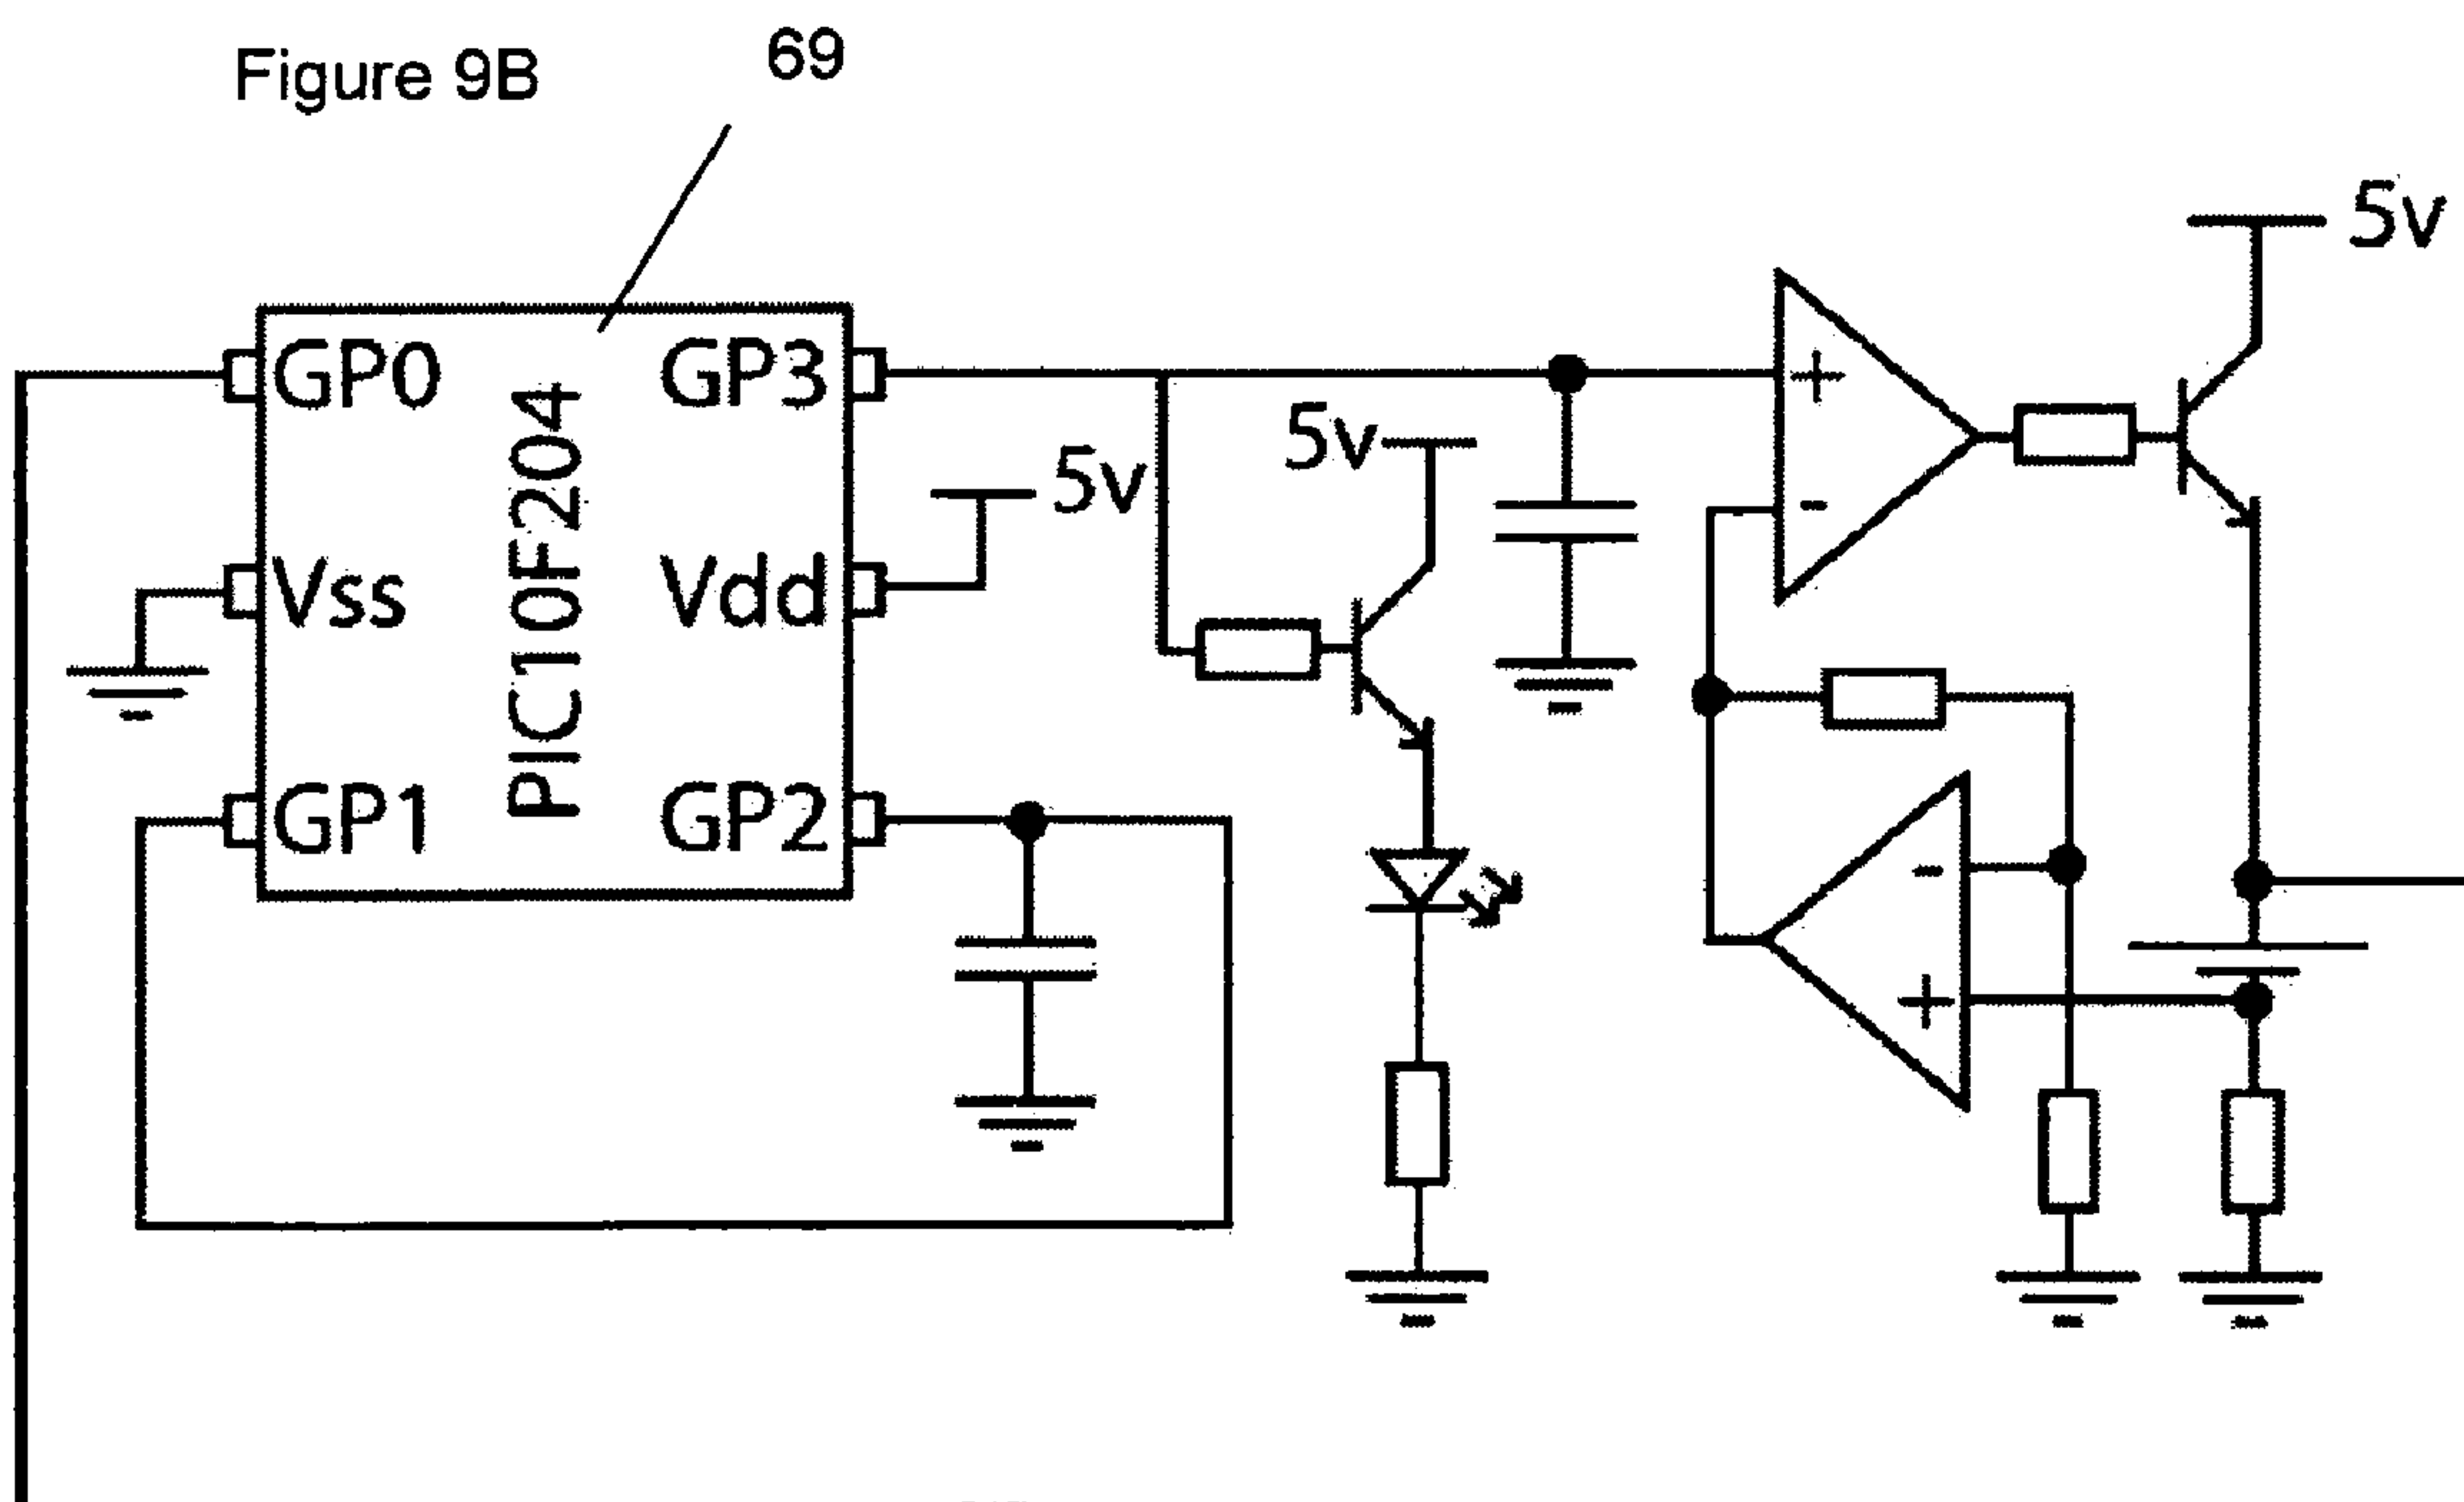 Figure 9B
69
5v
GP0
GP3
PIC10F204
5v
5v
Vss
Vdd
GP1
GP2
+
-
-
+